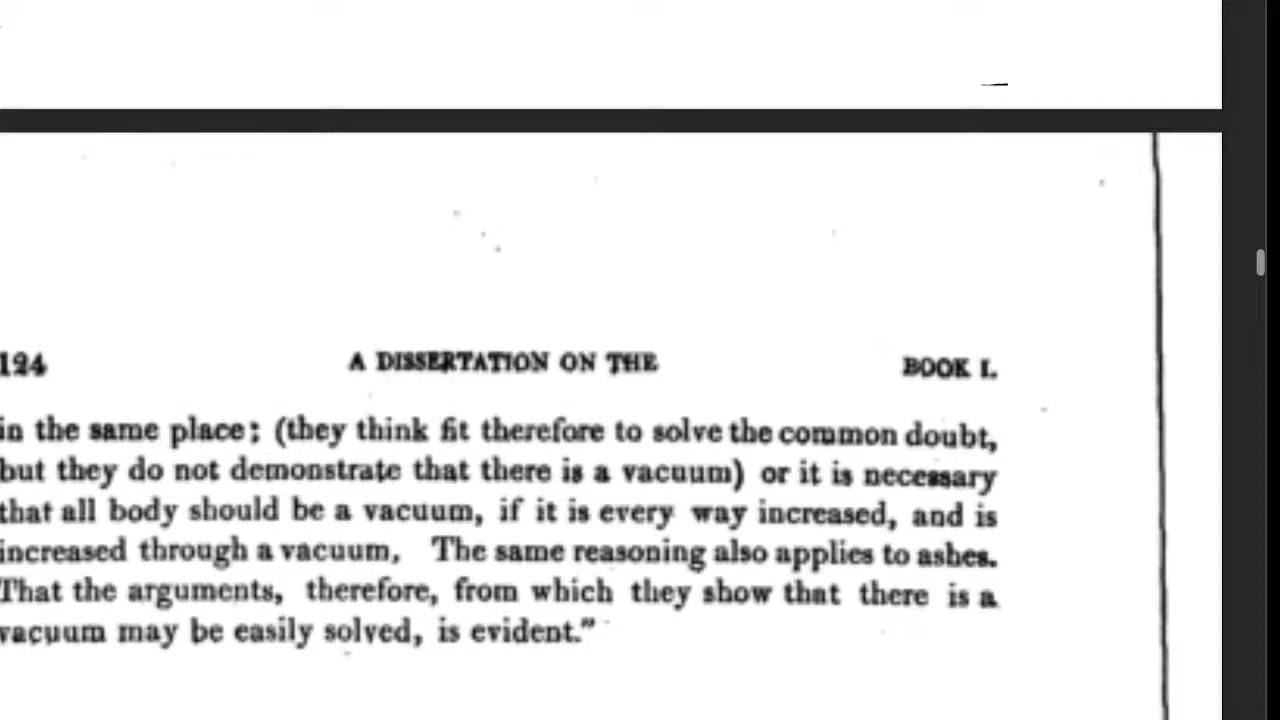 124 A DISSERTATION ON THE BOOK I.
in the same place; (they think fit therefore to solve the common doubt,
but they do not demonstrate that there is a vacuum) or it is necessary
that all body should be a vacuum, if it is every way increased, and is
increased through a vacuum, The same reasoning also applies to ashes.
That the arguments, therefore, from which they show that there is a
vacuum may be easily solved, is evident.”